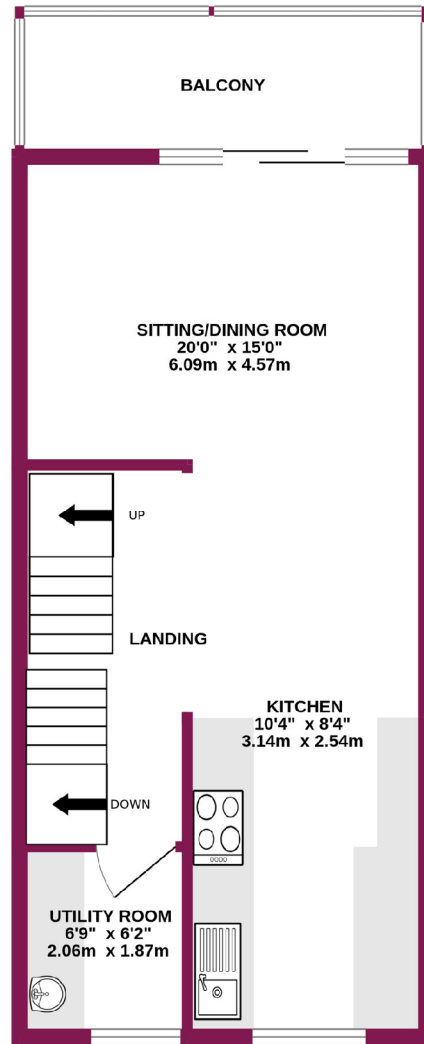 BALCONY
SITTING/DINING ROOM
20'0" x 15'0"
6.09m x 4.57m
UP
LANDING
KITCHEN
10'4" x 8'4"
3.14m x 2.54m
DOWN
UTILITY ROOM
6'9" x 6'2"
2.06m x 1.87m